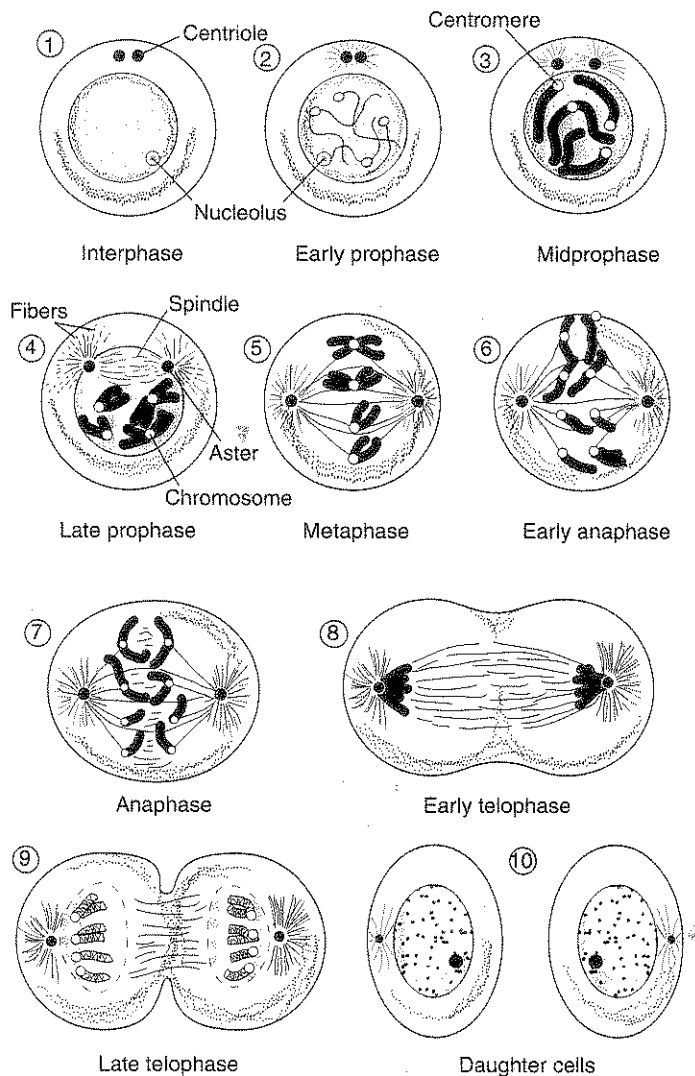 1
Centriole
2
Centromere
3
Nucleolus
Interphase
Early prophase
Midprophase
Fibers
Spindle
4
5
6
Aster
Chromosome
Late prophase
Metaphase
Early anaphase
7
8
Anaphase
Early telophase
9
10
Late telophase
Daughter cells